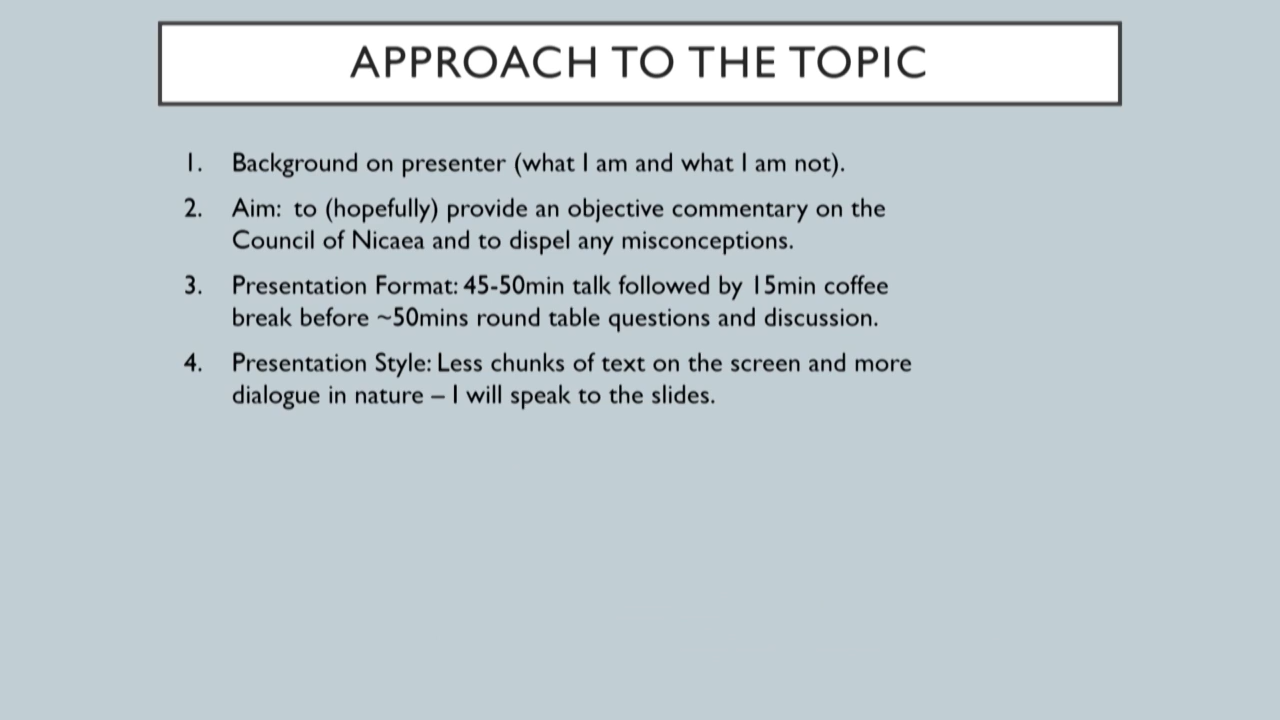 APPROACH TO THE TOPIC
1. Background on presenter (what I am and what I am not).
2. Aim: to (hopefully) provide an objective commentary on the
Council of Nicaea and to dispel any misconceptions.
3. Presentation Format: 45-50min talk followed by 15min coffee
break before ~50mins round table questions and discussion.
4. Presentation Style: Less chunks of text on the screen and more
dialogue in nature – I will speak to the slides.